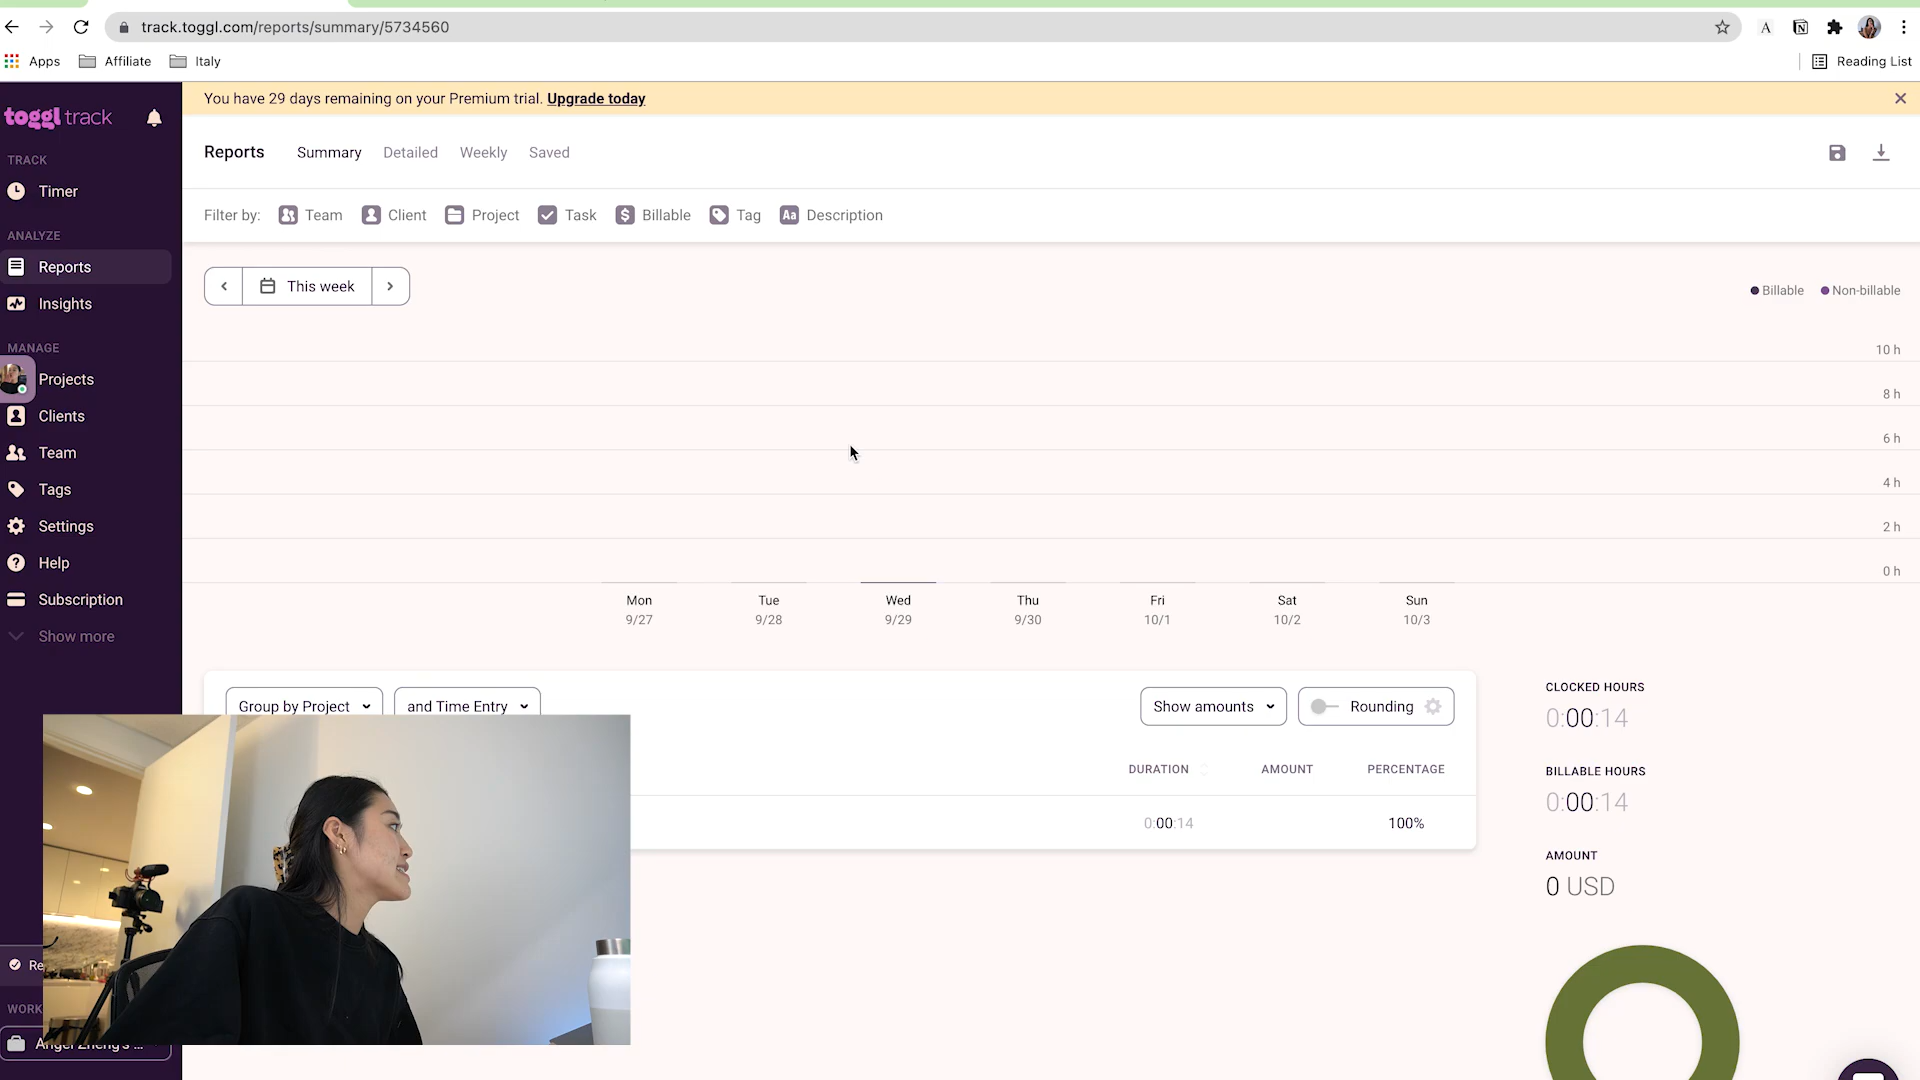 track.toggl.com/reports/summary/5734560
Apps Affiliate Italy Reading List
You have 29 days remaining on your Premium trial. Upgrade today
toggl track
TRACK
Timer
ANALYZE
Reports
Insights
MANAGE
Projects
Clients
Team
Tags
Settings
Help
Subscription
Show more
Reports Summary Detailed Weekly Saved
Filter by: Team Client Project Task $ Billable Tag Aa Description
This week
Billable Non-billable
10 h
8 h
6 h
4 h
2 h
0 h
Mon Tue Wed Thu Fri Sat Sun
9/27 9/28 9/29 9/30 10/1 10/2 10/3
Group by Project and Time Entry Show amounts Rounding
DURATION AMOUNT PERCENTAGE
0:00:14 100%
CLOCKED HOURS
0:00:14
BILLABLE HOURS
0:00:14
AMOUNT
0 USD
Re
WORK
Angel Zheng's ...